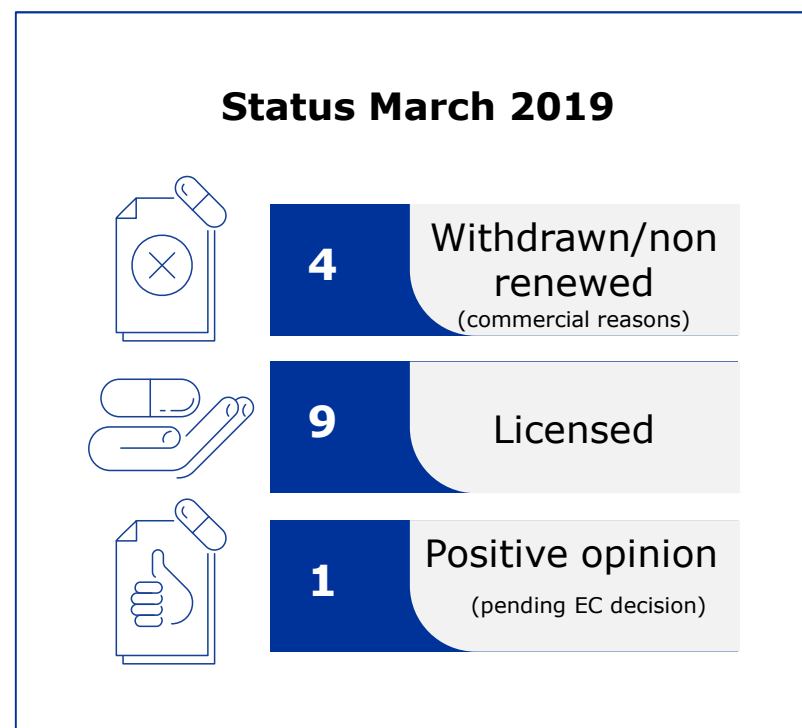 Status March 2019
4
Withdrawn/non
renewed
(commercial reasons)
9
Licensed
1
Positive opinion
(pending EC decision)